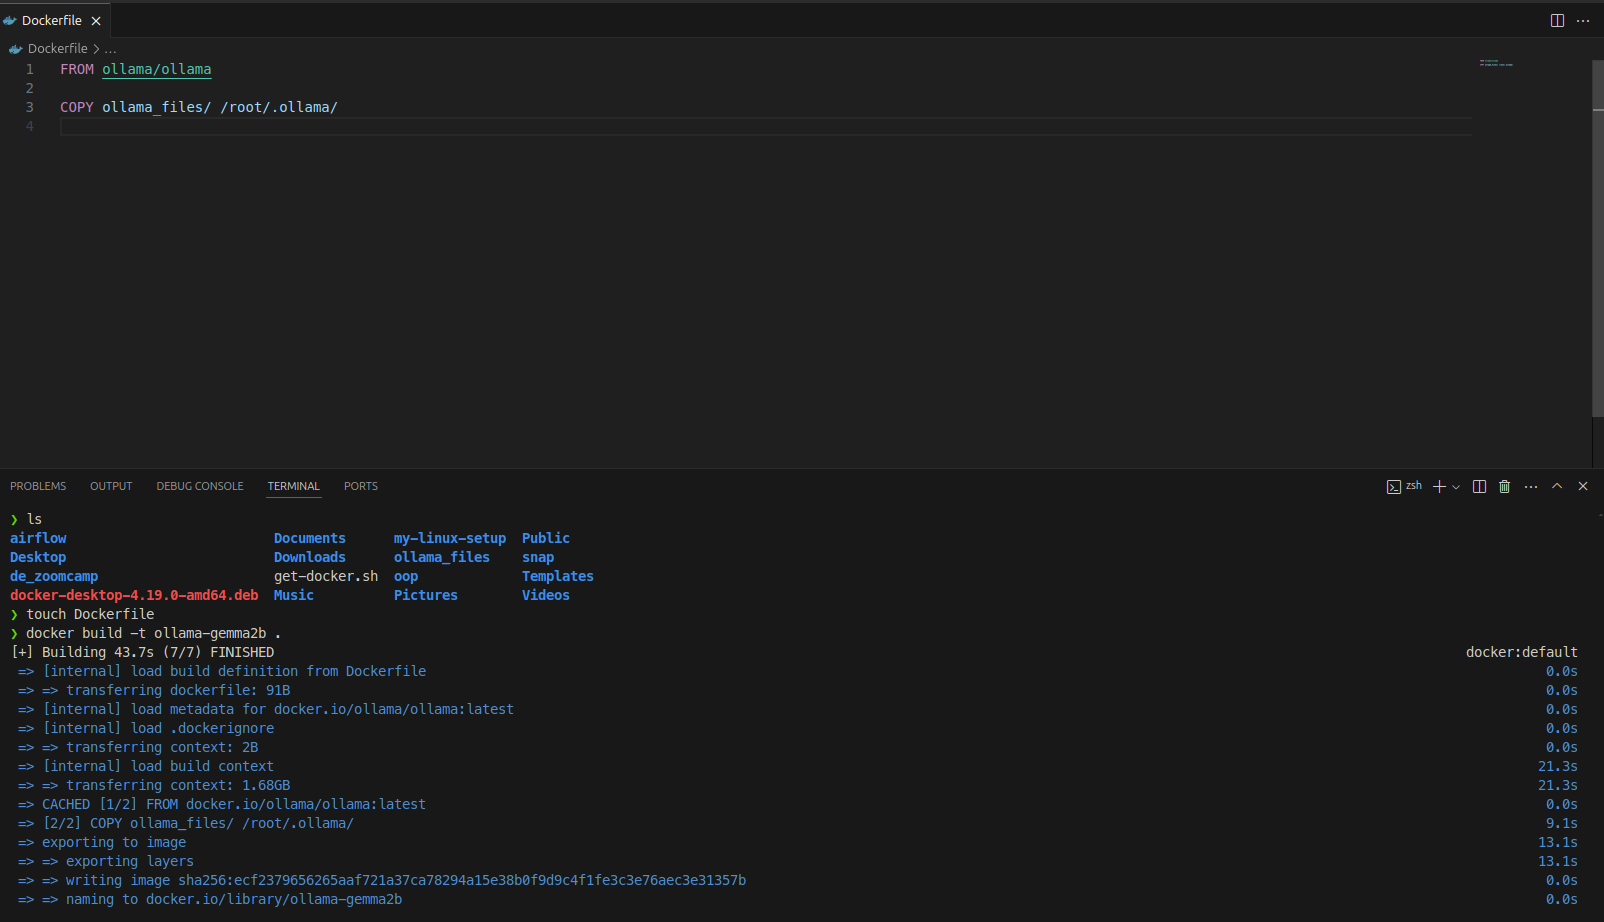 Dockerfile
Dockerfile > ...
1 FROM ollama/ollama
2
3 COPY ollama_files/ /root/.ollama/
4
PROBLEMS OUTPUT DEBUG CONSOLE TERMINAL PORTS zsh
❯ ls
airflow Documents my-linux-setup Public
Desktop Downloads ollama_files snap
de_zoomcamp get-docker.sh oop Templates
docker-desktop-4.19.0-amd64.deb Music Pictures Videos
❯ touch Dockerfile
❯ docker build -t ollama-gemma2b .
[+] Building 43.7s (7/7) FINISHED docker:default
=> [internal] load build definition from Dockerfile 0.0s
=> => transferring dockerfile: 91B 0.0s
=> [internal] load metadata for docker.io/ollama/ollama:latest 0.0s
=> [internal] load .dockerignore 0.0s
=> => transferring context: 2B 0.0s
=> [internal] load build context 21.3s
=> => transferring context: 1.68GB 21.3s
=> CACHED [1/2] FROM docker.io/ollama/ollama:latest 0.0s
=> [2/2] COPY ollama_files/ /root/.ollama/ 9.1s
=> exporting to image 13.1s
=> => exporting layers 13.1s
=> => writing image sha256:ecf2379656265aaf721a37ca78294a15e38b0f9d9c4f1fe3c3e76aec3e31357b 0.0s
=> => naming to docker.io/library/ollama-gemma2b 0.0s